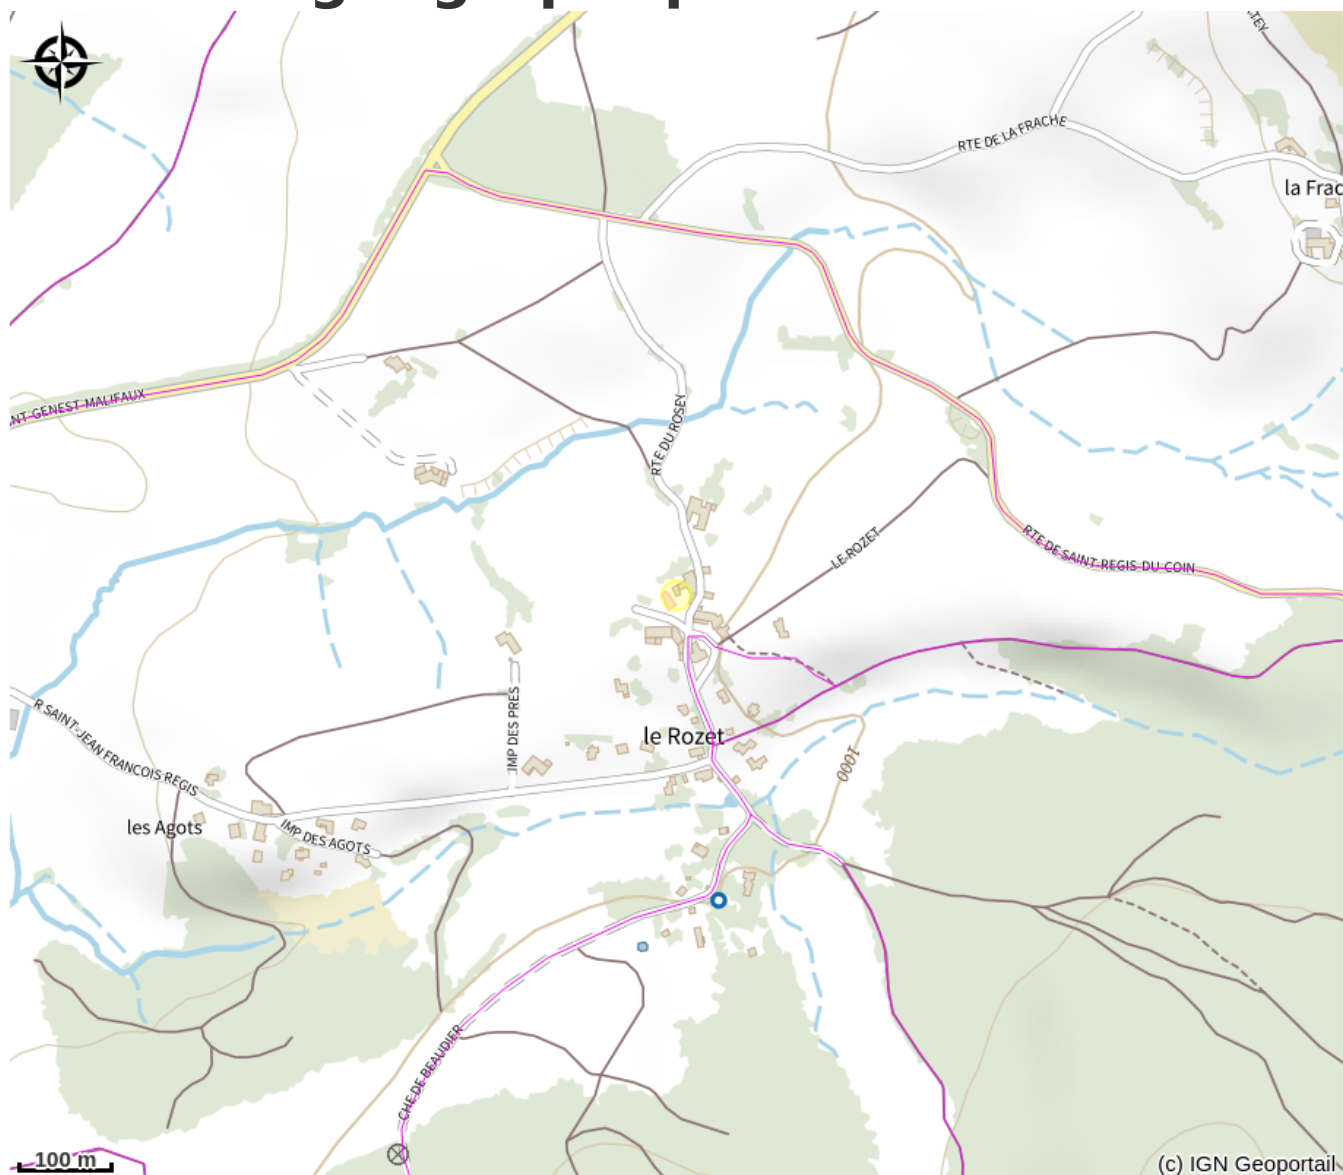 RTE DE LA FRACHE
la Frac
NT GENEST MALIFAUX
RTE DU ROSEY
LE ROZET
RTE DE SAINT-REGIS-DU-COIN
R SAINT-JEAN FRANCOIS REGIS
IMP DES PRES
le Rozet
1000
les Agots
IMP DES AGOTS
CHE DE BEAUDIER
100 m
(c) IGN Geoportail